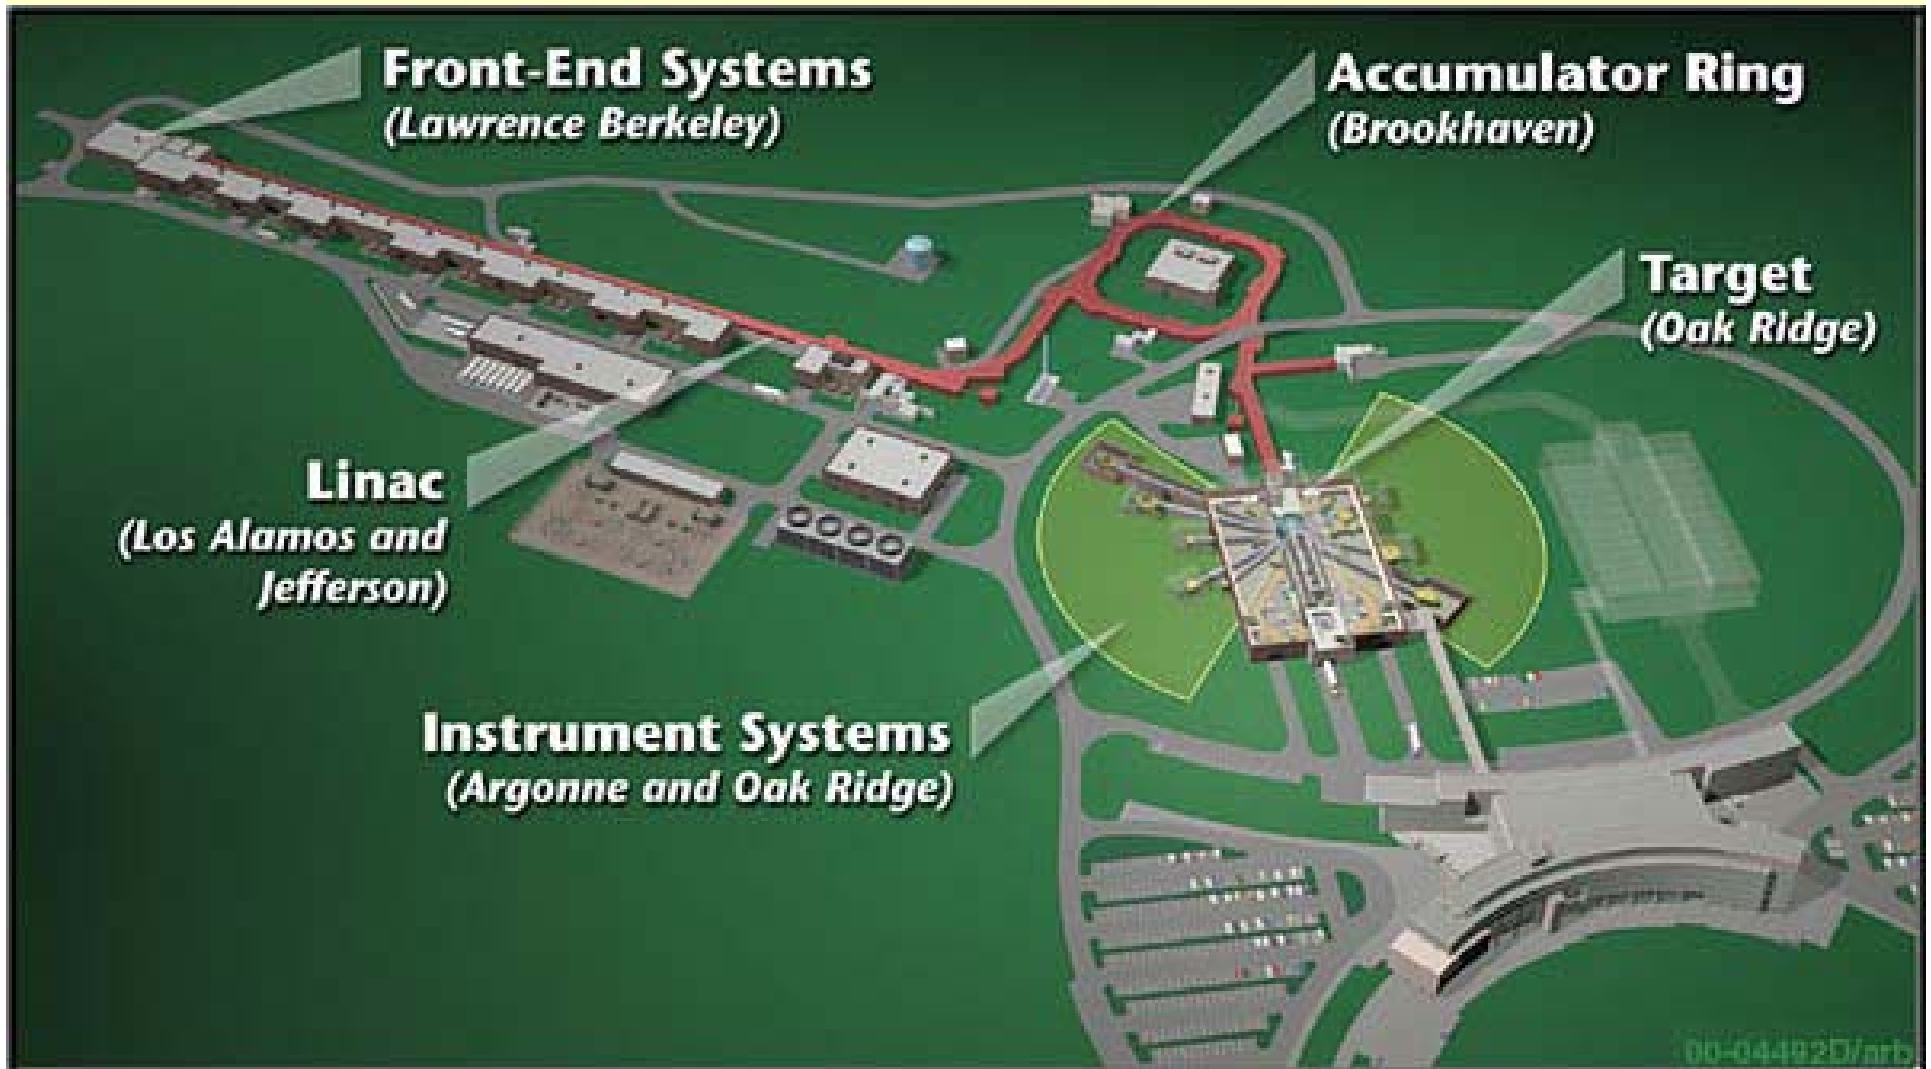 Front-End Systems
(Lawrence Berkeley)
Accumulator Ring
(Brookhaven)
Target
(Oak Ridge)
Linac
(Los Alamos and
Jefferson)
Instrument Systems
(Argonne and Oak Ridge)
00-04492D/arb